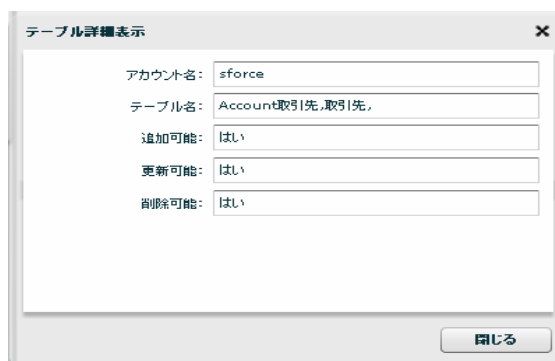 テーブル詳細表示
アカウント名： sforce
テーブル名： Account取引先,取引先,
追加可能： はい
更新可能： はい
削除可能： はい
閉じる